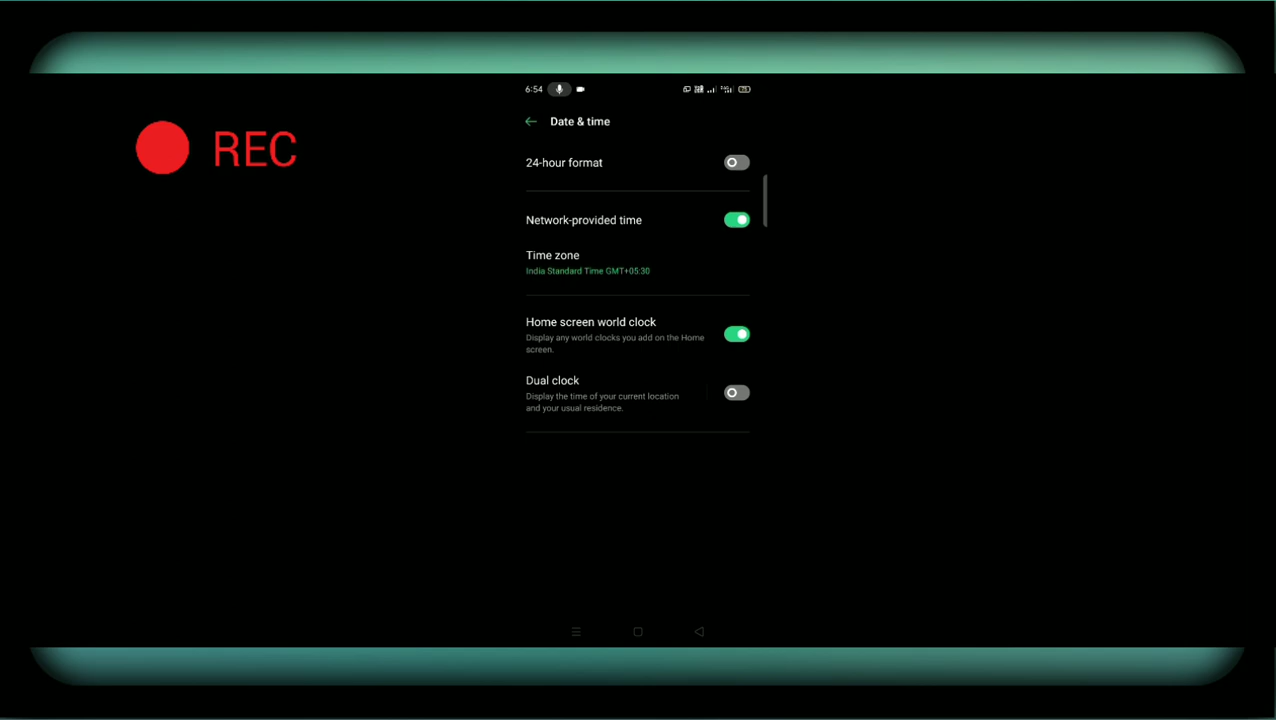 REC
6:54
Date & time
24-hour format
Network-provided time
Time zone
India Standard Time GMT+05:30
Home screen world clock
Display any world clocks you add on the Home
screen.
Dual clock
Display the time of your current location
and your usual residence.